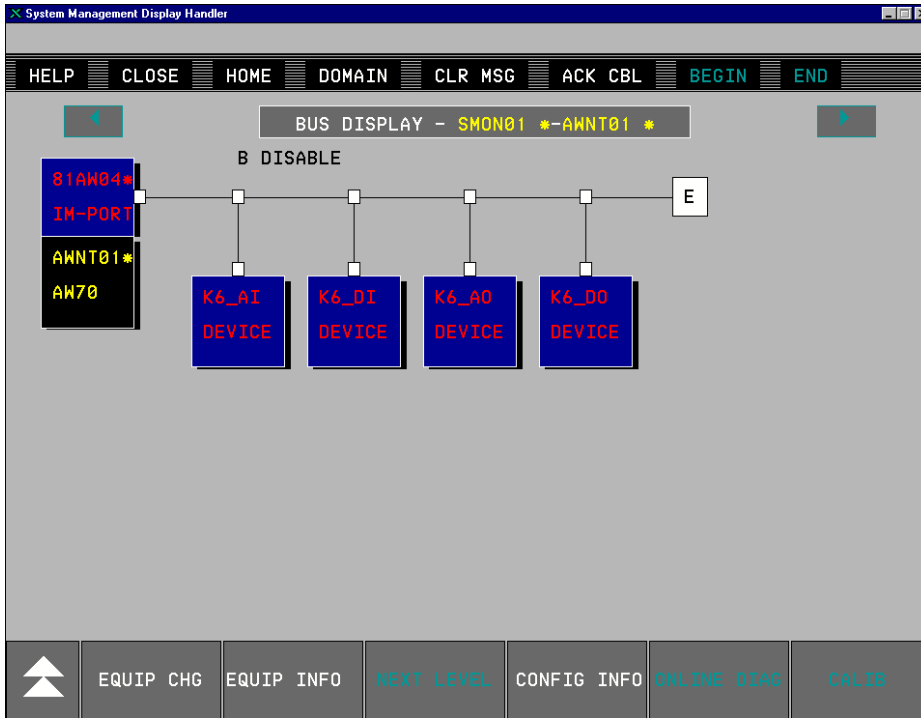 System Management Display Handler
HELP CLOSE HOME DOMAIN CLR MSG ACK CBL BEGIN END
BUS DISPLAY - SMON01 *-AWNT01 *
B DISABLE
81AW04*
IM-PORT
E
AWNT01*
AW70
K6_AI K6_DI K6_AO K6_DO
DEVICE DEVICE DEVICE DEVICE
EQUIP CHG EQUIP INFO NEXT LEVEL CONFIG INFO ONLINE DIAG CALIB